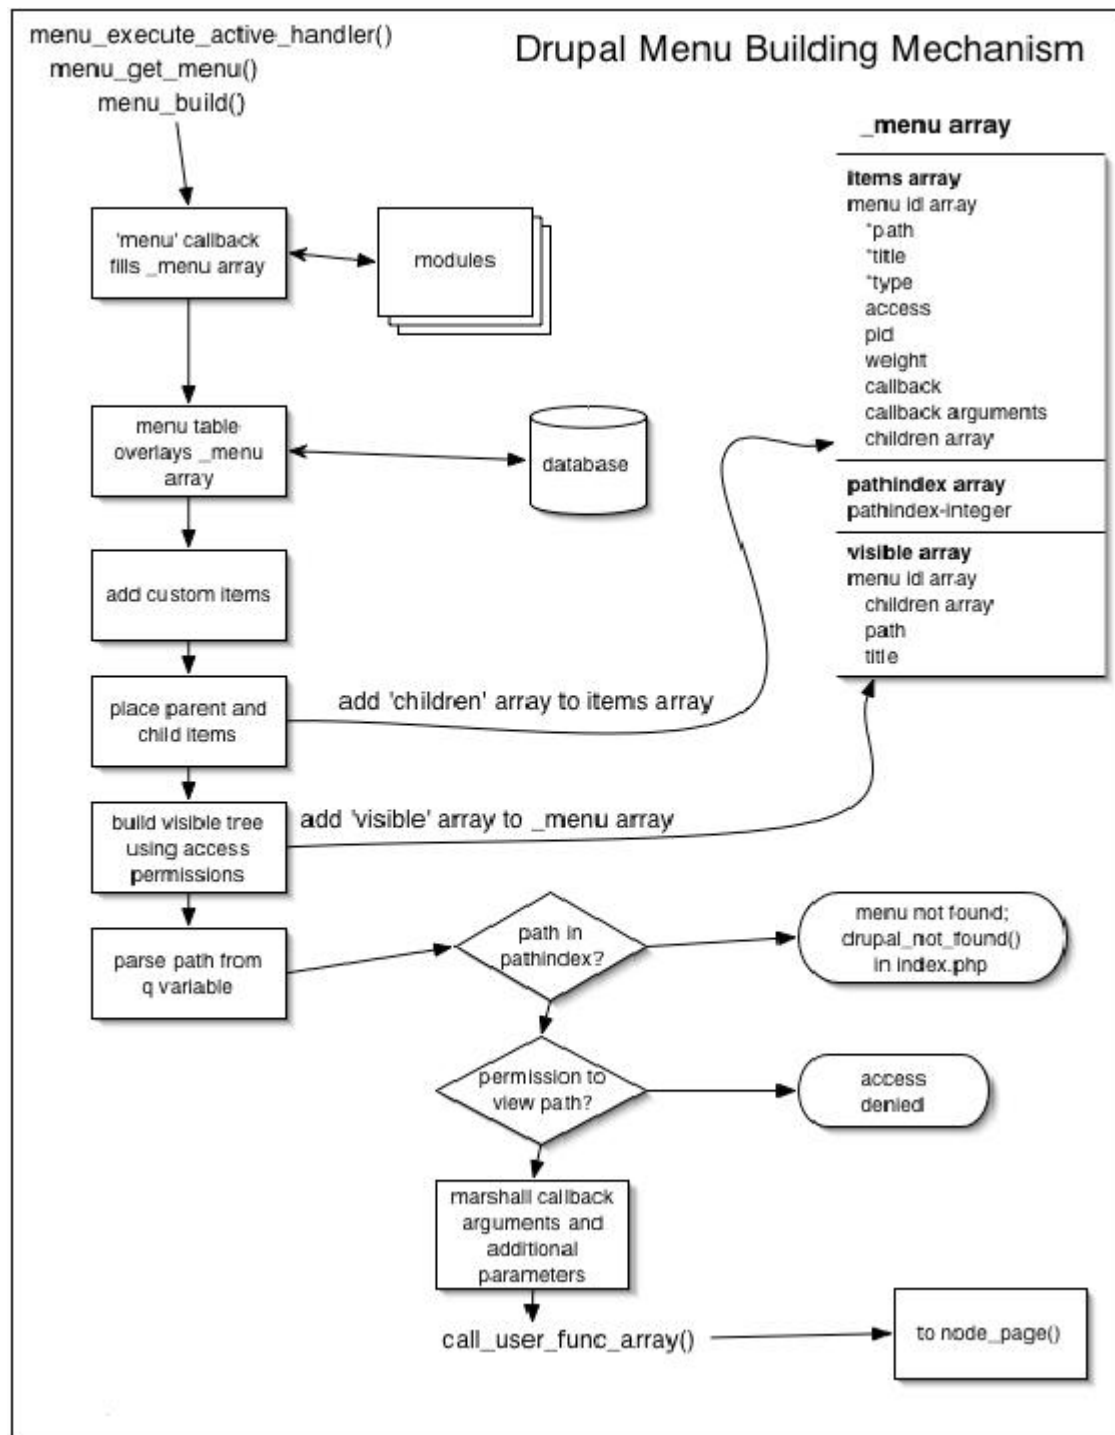 menu_execute_active_handler()
menu_get_menu()
menu_build()
Drupal Menu Building Mechanism
_menu array
items array
menu id array
*path
*title
*type
access
pid
weight
callback
callback arguments
children array
pathindex array
pathindex-integer
visible array
menu id array
children array
path
title
'menu' callback
fills _menu array
modules
menu table
overlays _menu
array
database
add custom items
place parent and
child items
add 'children' array to items array
build visible tree
using access
permissions
add 'visible' array to _menu array
parse path from
q variable
path in
pathindex?
menu not found;
drupal_not_found()
in index.php
permission to
view path?
access
denied
marshall callback
arguments and
additional
parameters
call_user_func_array()
to node_page()